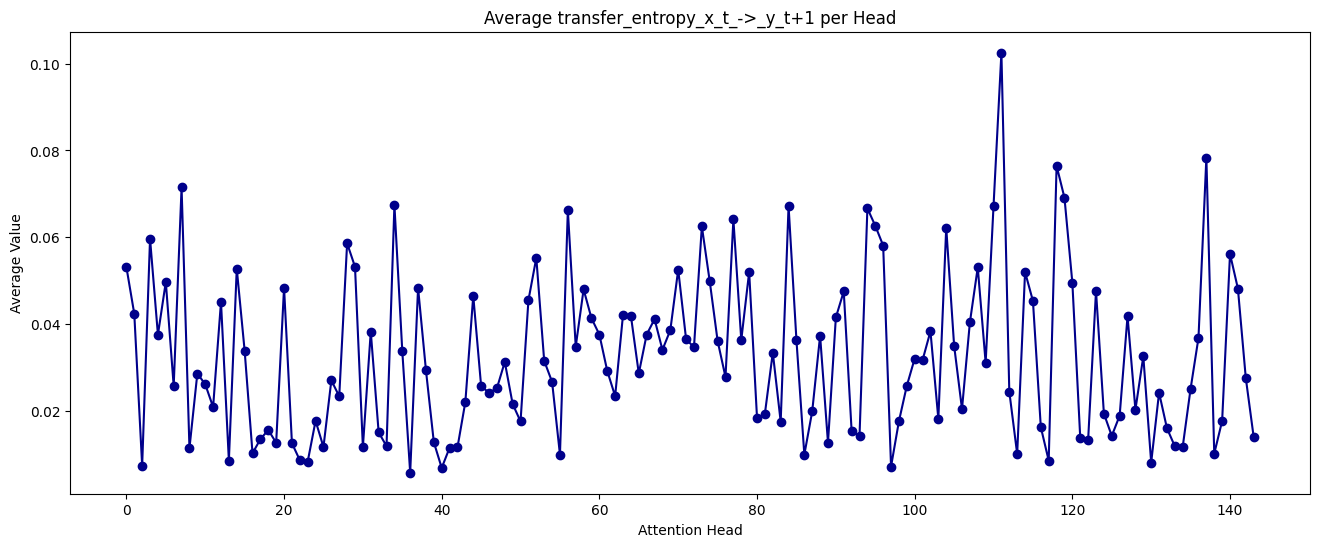 Average transfer_entropy_x_t_->_y_t+1 per Head
Average Value
0.10
0.08
0.06
0.04
0.02
0 20 40 60 80 100 120 140
Attention Head